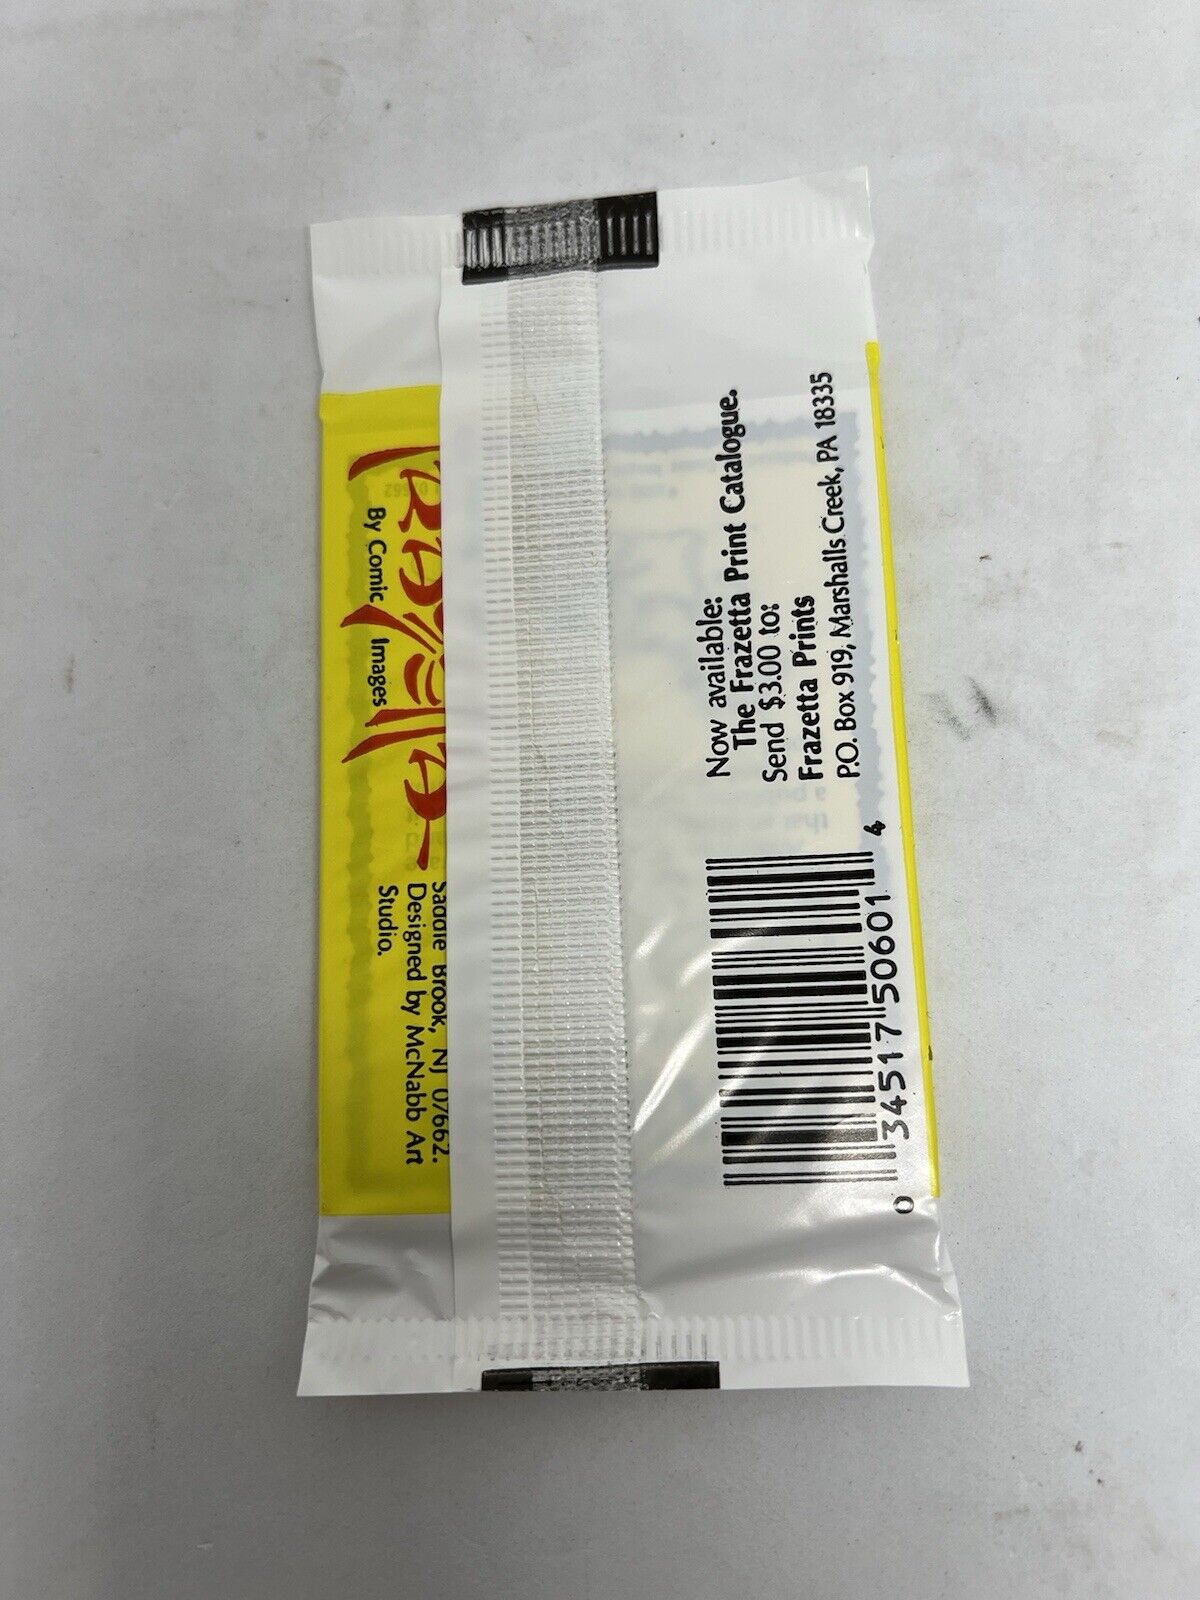 FRAZETTA
By Comic Images
Saddle Brook, NJ 07662.
Designed by McNabb Art
Studio.
Now available:
The Frazetta Print Catalogue.
Send $3.00 to:
Frazetta Prints
P.O. Box 919, Marshalls Creek, PA 18335
0 34517 50601 4